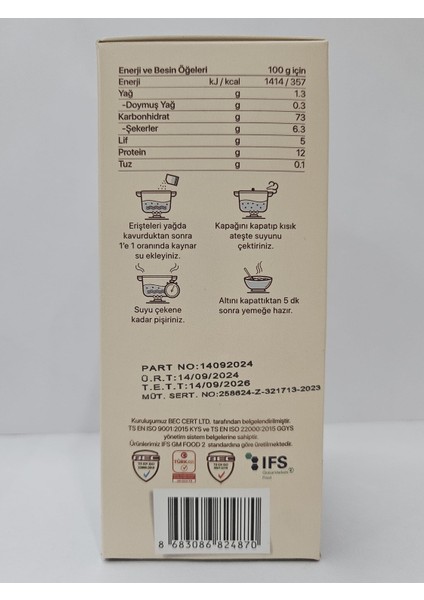 Enerji ve Besin Öğeleri 100 g için
Enerji kJ / kcal 1414 / 357
Yağ g 1.3
-Doymuş Yağ g 0.3
Karbonhidrat g 73
-Şekerler g 6.3
Lif g 5
Protein g 12
Tuz g 0.1
Erişteleri yağda
kavurduktan sonra
1'e 1 oranında kaynar
su ekleyiniz.
Kapağını kapatıp kısık
ateşte suyunu
çektiriniz.
Suyu çekene
kadar pişiriniz.
Altını kapattıktan 5 dk
sonra yemeğe hazır.
PART NO:14092024
Ü.R.T:14/09/2024
T.E.T.T:14/09/2026
MÜT. SERT. NO:258624-Z-321713-2023
Kuruluşumuz BEC CERT LTD. tarafından belgelendirilmiştir.
TS EN ISO 9001:2015 KYS ve TS EN ISO 22000:2015 GGYS
yönetim sistem belgelerine sahiptir.
Ürünlerimiz IFS GM FOOD 2 standardına göre üretilmektedir.
BEC
TÜRKAK
BEC
IFS
Food
8 683086 824870